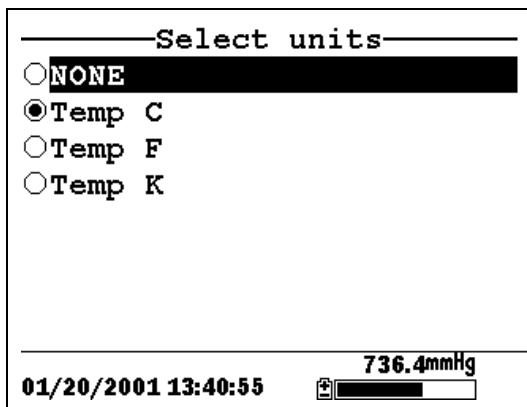 Select units
NONE
Temp C
Temp F
Temp K
736.4mmHg
01/20/2001 13:40:55